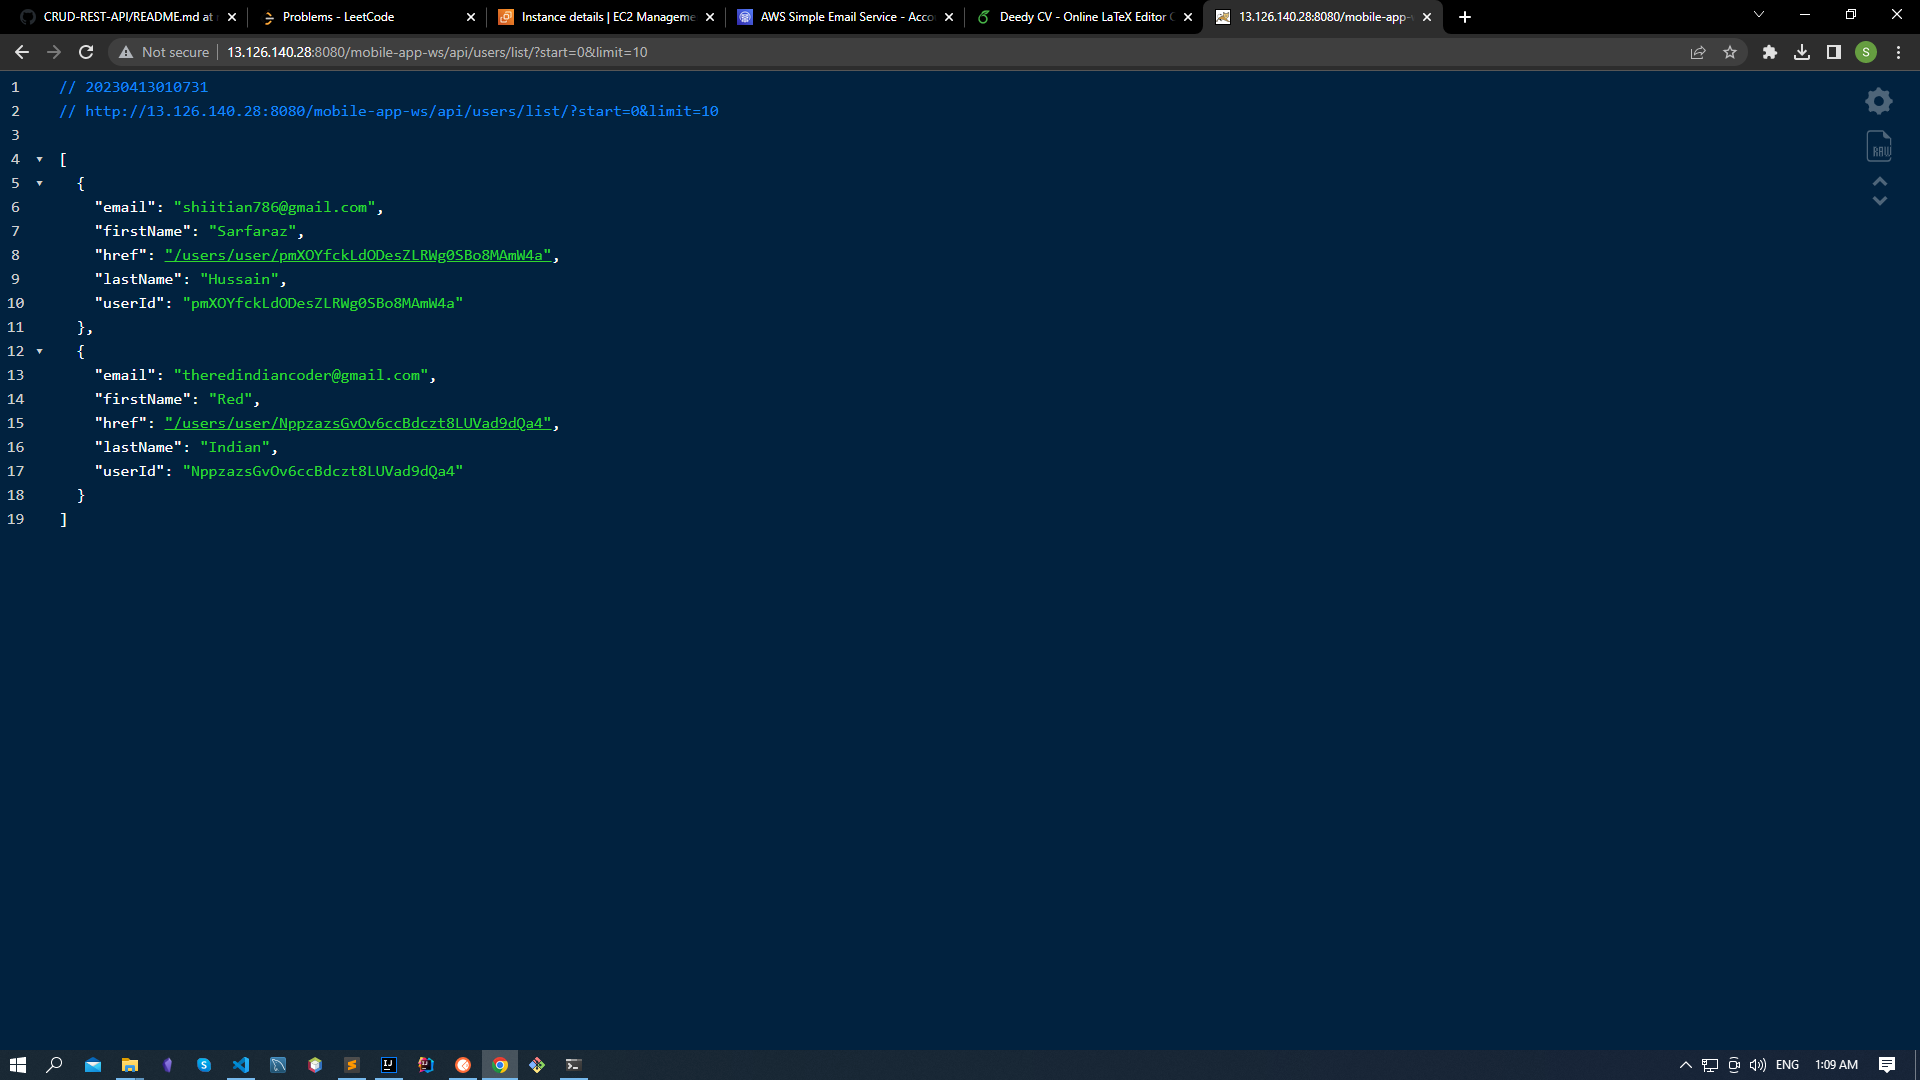 CRUD-REST-API/README.md at
Problems - LeetCode
Instance details | EC2 Manageme
AWS Simple Email Service - Acco
Deedy CV - Online LaTeX Editor
13.126.140.28:8080/mobile-app-
Not secure
13.126.140.28:8080/mobile-app-ws/api/users/list/?start=0&limit=10
S
1 // 20230413010731
2 // http://13.126.140.28:8080/mobile-app-ws/api/users/list/?start=0&limit=10
3
4 [
5 {
6 "email": "shiitian786@gmail.com",
7 "firstName": "Sarfaraz",
8 "href": "/users/user/pmXOYfckLdODesZLRWg0SBo8MAmW4a",
9 "lastName": "Hussain",
10 "userId": "pmXOYfckLdODesZLRWg0SBo8MAmW4a"
11 },
12 {
13 "email": "theredindiancoder@gmail.com",
14 "firstName": "Red",
15 "href": "/users/user/NppzazsGvOv6ccBdczt8LUVad9dQa4",
16 "lastName": "Indian",
17 "userId": "NppzazsGvOv6ccBdczt8LUVad9dQa4"
18 }
19 ]
RAW
ENG
1:09 AM